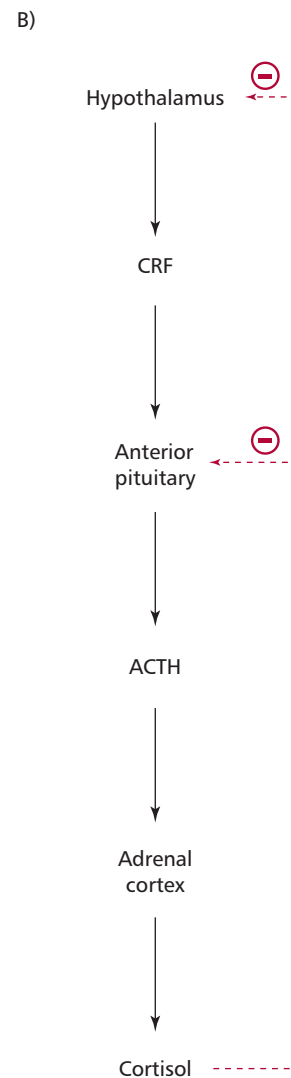 B)
Hypothalamus
CRF
Anterior
pituitary
ACTH
Adrenal
cortex
Cortisol